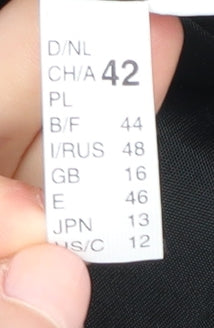 D/NL
CH/A 42
PL
B/F 44
I/RUS 48
GB 16
E 46
JPN 13
US/C 12